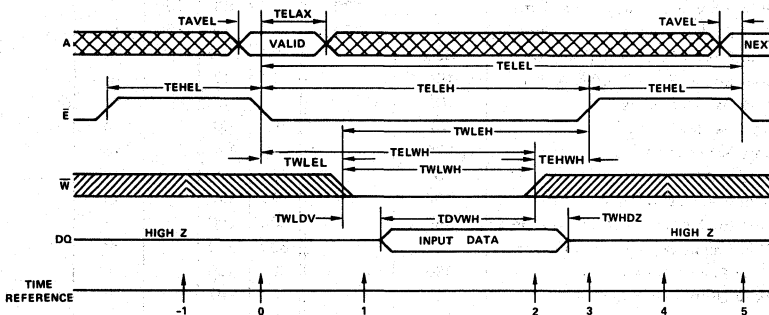 TAVEL TELAX TAVEL
A VALID NEX
TELEL
TEHEL TELEH TEHEL
E
TWLEH
TELWH
TWLEL TEHWH
TWLWH
W
TWLDV TDVWH TWHDZ
HIGH Z HIGH Z
DQ INPUT DATA
TIME
REFERENCE
-1 0 1 2 3 4 5